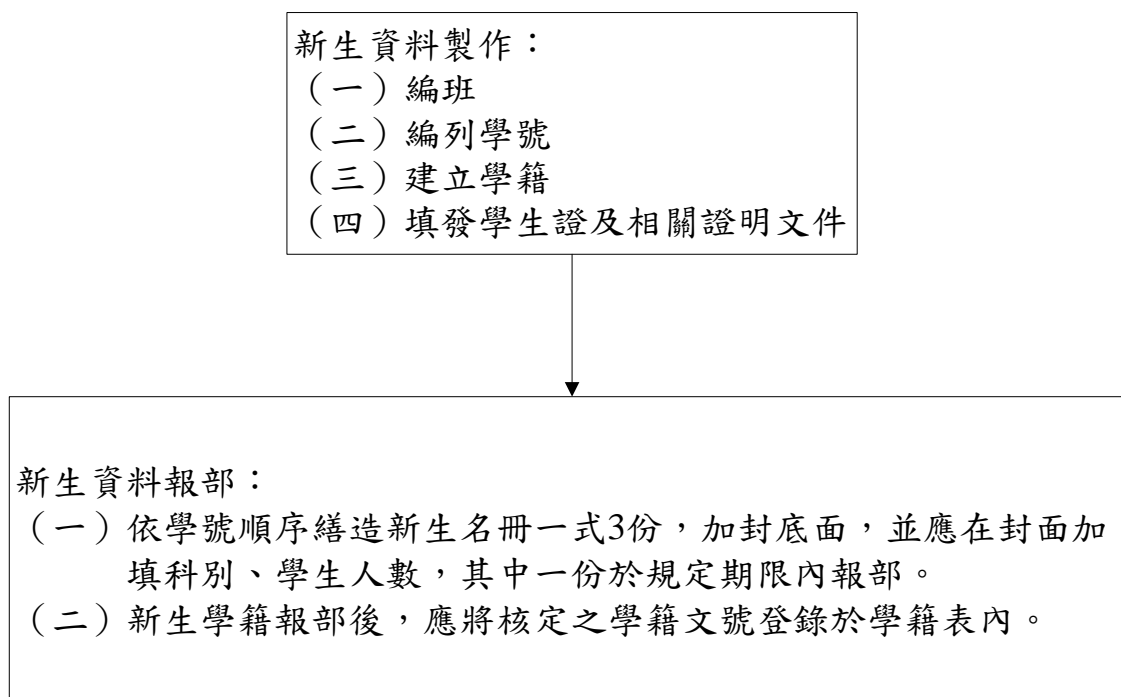 新生資料製作：
（一）編班
（二）編列學號
（三）建立學籍
（四）填發學生證及相關證明文件
新生資料報部：
（一）依學號順序繕造新生名冊一式3份，加封底面，並應在封面加
填科別、學生人數，其中一份於規定期限內報部。
（二）新生學籍報部後，應將核定之學籍文號登錄於學籍表內。